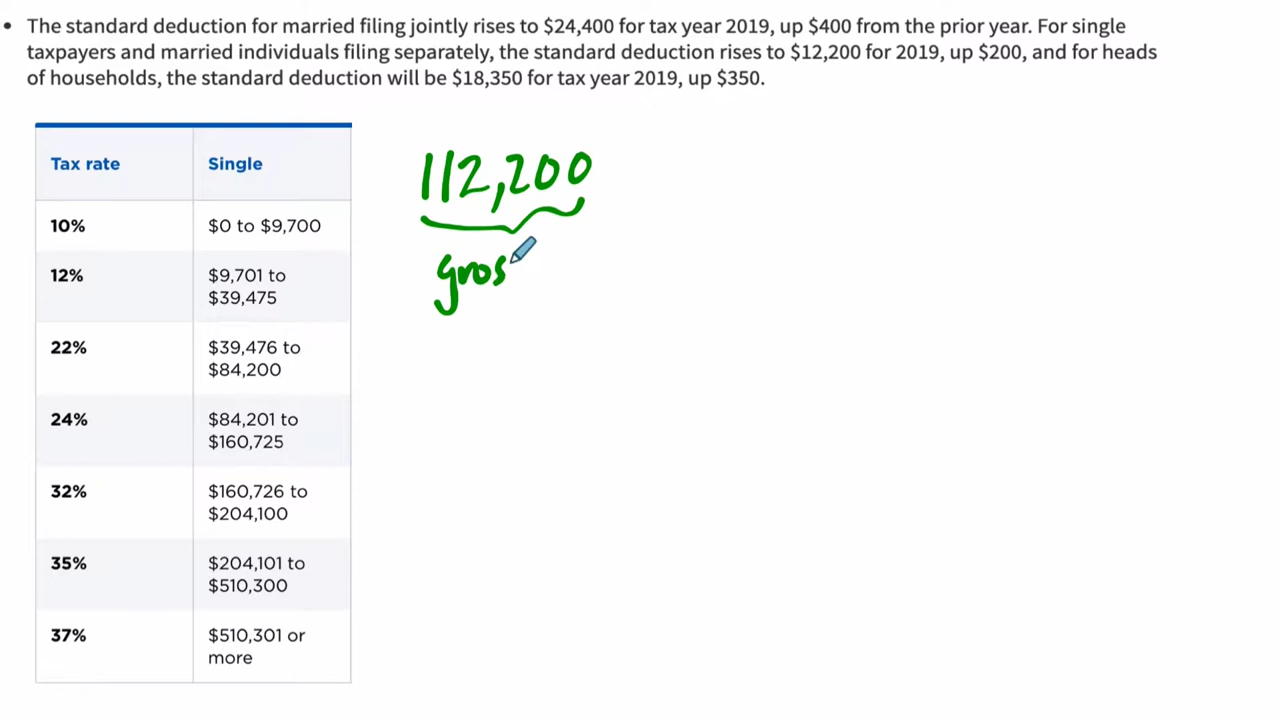 • The standard deduction for married filing jointly rises to $24,400 for tax year 2019, up $400 from the prior year. For single
taxpayers and married individuals filing separately, the standard deduction rises to $12,200 for 2019, up $200, and for heads
of households, the standard deduction will be $18,350 for tax year 2019, up $350.
Tax rate Single
10% $0 to $9,700
12% $9,701 to
$39,475
22% $39,476 to
$84,200
24% $84,201 to
$160,725
32% $160,726 to
$204,100
35% $204,101 to
$510,300
37% $510,301 or
more
112,200
gros